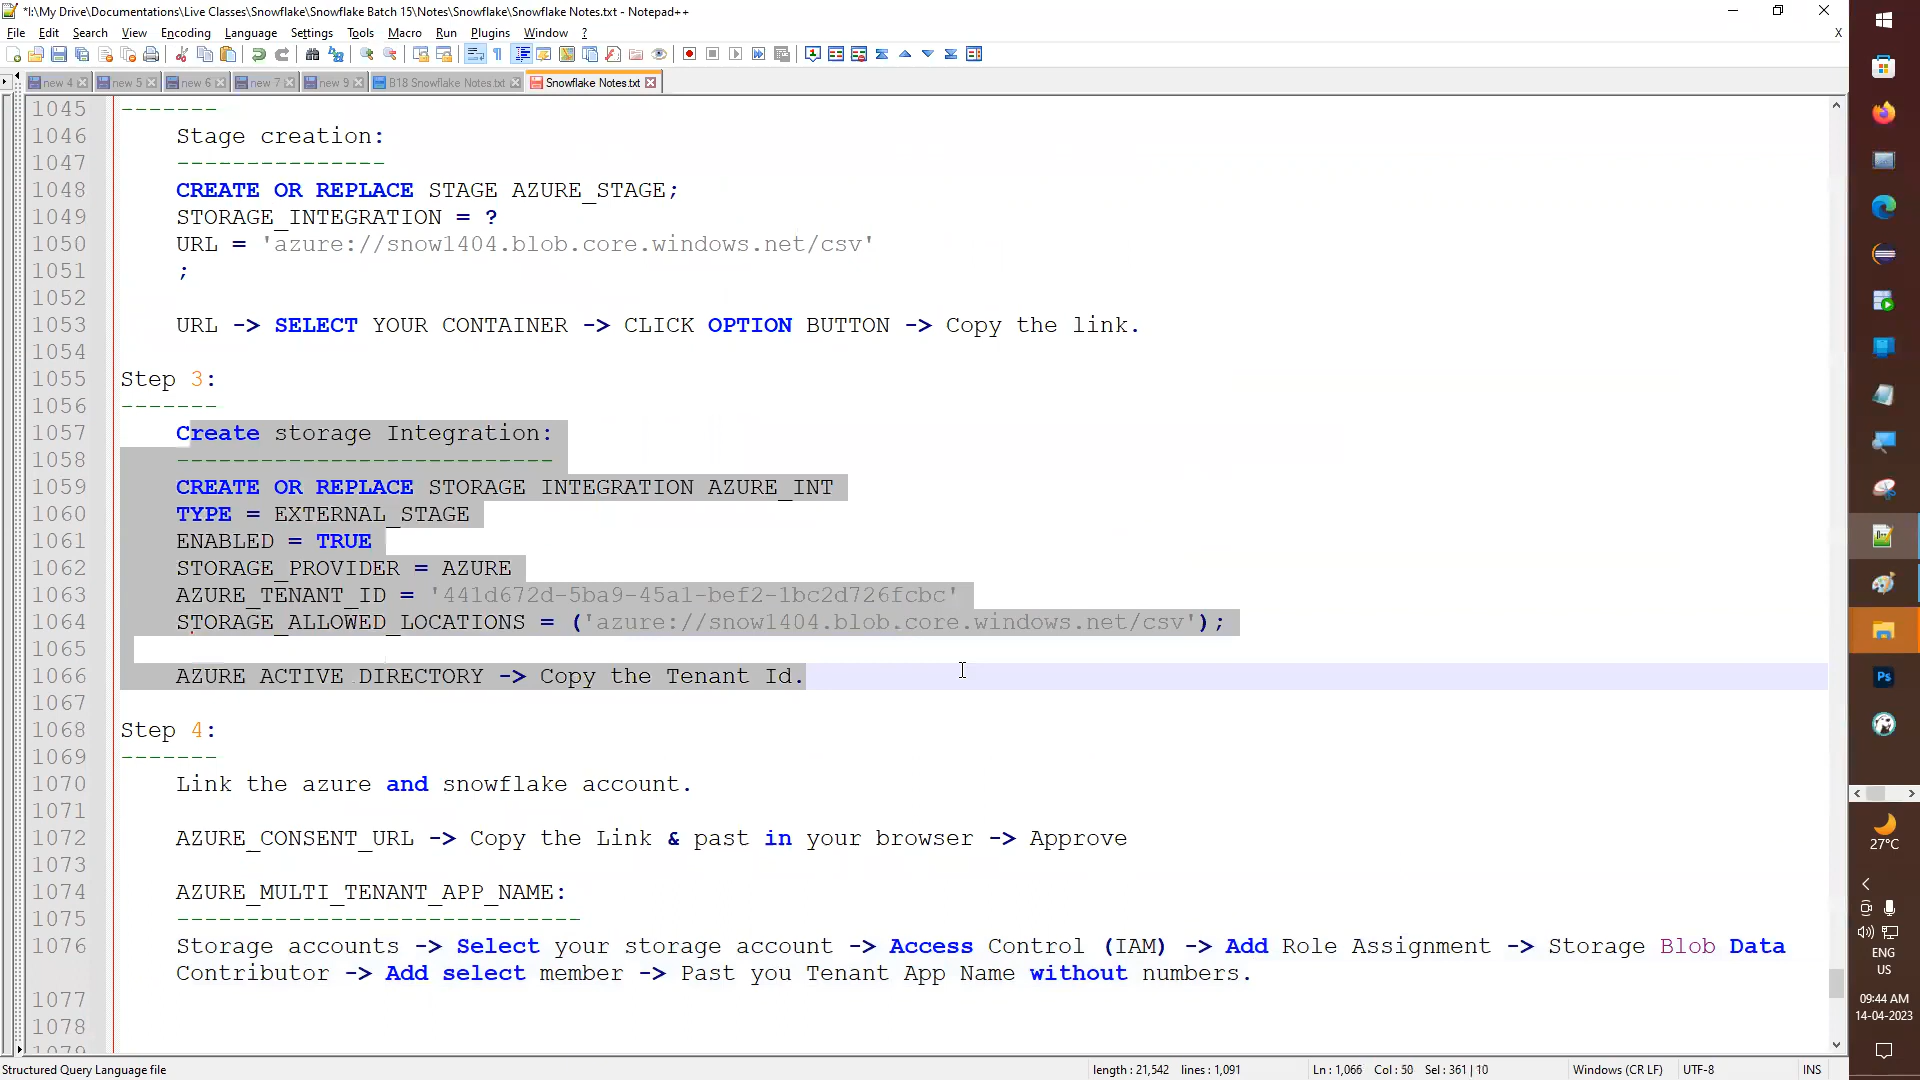 *I:\My Drive\Documentations\Live Classes\Snowflake\Snowflake Batch 15\Notes\Snowflake\Snowflake Notes.txt - Notepad++
File Edit Search View Encoding Language Settings Tools Macro Run Plugins Window ? X
new 4 new 5 new 6 new 7 new 9 B18 Snowflake Notes.txt Snowflake Notes.txt
1045 -------
1046 Stage creation:
1047 ---------------
1048 CREATE OR REPLACE STAGE AZURE_STAGE;
1049 STORAGE_INTEGRATION = ?
1050 URL = 'azure://snow1404.blob.core.windows.net/csv'
1051 ;
1052
1053 URL -> SELECT YOUR CONTAINER -> CLICK OPTION BUTTON -> Copy the link.
1054
1055 Step 3:
1056 -------
1057 Create storage Integration:
1058 ---------------------------
1059 CREATE OR REPLACE STORAGE INTEGRATION AZURE_INT
1060 TYPE = EXTERNAL_STAGE
1061 ENABLED = TRUE
1062 STORAGE_PROVIDER = AZURE
1063 AZURE_TENANT_ID = '441d672d-5ba9-45a1-bef2-1bc2d726fcbc'
1064 STORAGE_ALLOWED_LOCATIONS = ('azure://snow1404.blob.core.windows.net/csv');
1065
1066 AZURE ACTIVE DIRECTORY -> Copy the Tenant Id.
1067
1068 Step 4:
1069 -------
1070 Link the azure and snowflake account.
1071
1072 AZURE_CONSENT_URL -> Copy the Link & past in your browser -> Approve
1073
1074 AZURE_MULTI_TENANT_APP_NAME:
1075 -----------------------------
1076 Storage accounts -> Select your storage account -> Access Control (IAM) -> Add Role Assignment -> Storage Blob Data
Contributor -> Add select member -> Past you Tenant App Name without numbers.
1077
1078
1079
Structured Query Language file length : 21,542 lines : 1,091 Ln : 1,066 Col : 50 Sel : 361 | 10 Windows (CR LF) UTF-8 INS
Ps
27°C
ENG
US
09:44 AM
14-04-2023